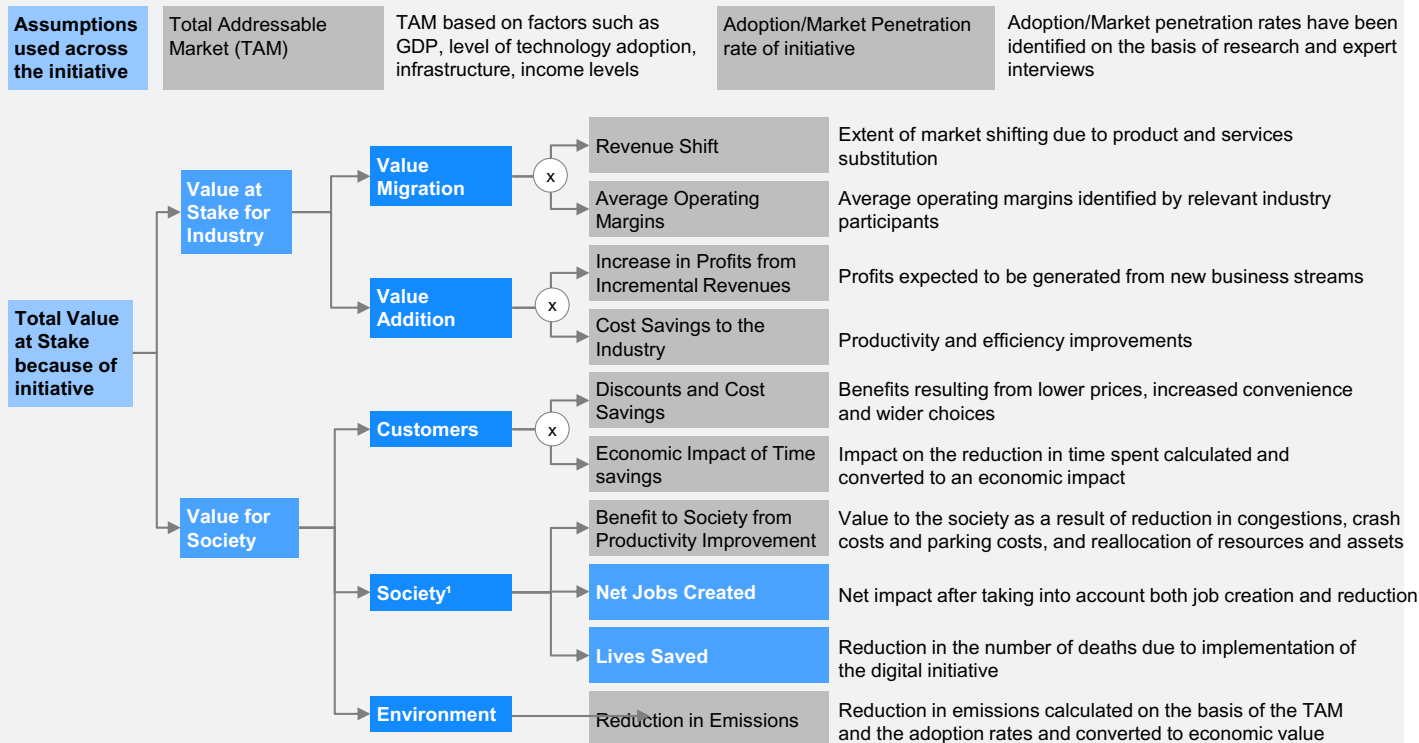 Assumptions
used across
the initiative
Total Addressable
Market (TAM)
TAM based on factors such as
GDP, level of technology adoption,
infrastructure, income levels
Adoption/Market Penetration
rate of initiative
Adoption/Market penetration rates have been
identified on the basis of research and expert
interviews
Total Value
at Stake
because of
initiative
Value at
Stake for
Industry
Value
Migration
x
Revenue Shift
Extent of market shifting due to product and services
substitution
Average Operating
Margins
Average operating margins identified by relevant industry
participants
Value
Addition
x
Increase in Profits from
Incremental Revenues
Profits expected to be generated from new business streams
Cost Savings to the
Industry
Productivity and efficiency improvements
Value for
Society
Customers
x
Discounts and Cost
Savings
Benefits resulting from lower prices, increased convenience
and wider choices
Economic Impact of Time
savings
Impact on the reduction in time spent calculated and
converted to an economic impact
Society¹
Benefit to Society from
Productivity Improvement
Value to the society as a result of reduction in congestions, crash
costs and parking costs, and reallocation of resources and assets
Net Jobs Created
Net impact after taking into account both job creation and reduction
Lives Saved
Reduction in the number of deaths due to implementation of
the digital initiative
Environment
Reduction in Emissions
Reduction in emissions calculated on the basis of the TAM
and the adoption rates and converted to economic value